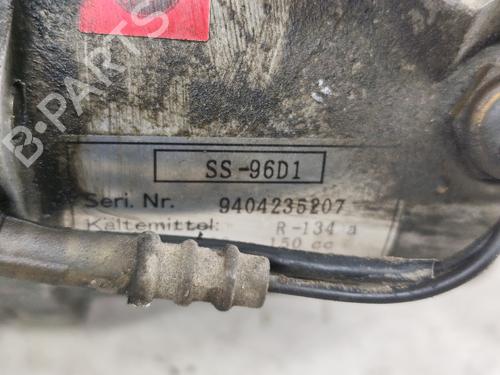 B-PARTS
SS-96D1
Seri. Nr. 9404235207
Kältemittel: R-134 a
150 cc